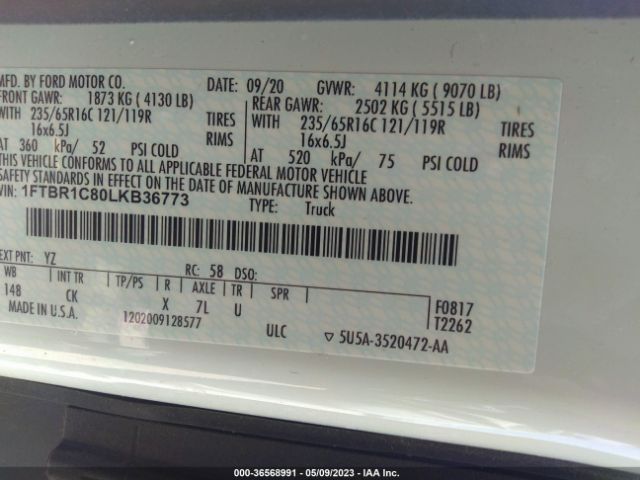 MFD. BY FORD MOTOR CO.
DATE: 09/20 GVWR: 4114 KG ( 9070 LB)
FRONT GAWR: 1873 KG ( 4130 LB)
REAR GAWR: 2502 KG ( 5515 LB)
WITH 235/65R16C 121/119R TIRES
WITH 235/65R16C 121/119R TIRES
16x6.5J RIMS
16x6.5J RIMS
AT 360 kPa/ 52 PSI COLD
AT 520 kPa/ 75 PSI COLD
THIS VEHICLE CONFORMS TO ALL APPLICABLE FEDERAL MOTOR VEHICLE
SAFETY STANDARDS IN EFFECT ON THE DATE OF MANUFACTURE SHOWN ABOVE.
VIN: 1FTBR1C80LKB36773
TYPE: Truck
EXT PNT: YZ RC: 58 DSO:
WB INT TR TP/PS R AXLE TR SPR
148 CK X 7L U
F0817
T2262
MADE IN U.S.A. 1202009128577 ULC ▽ 5U5A-3520472-AA
000-36568991 | 05/09/2023 | IAA Inc.